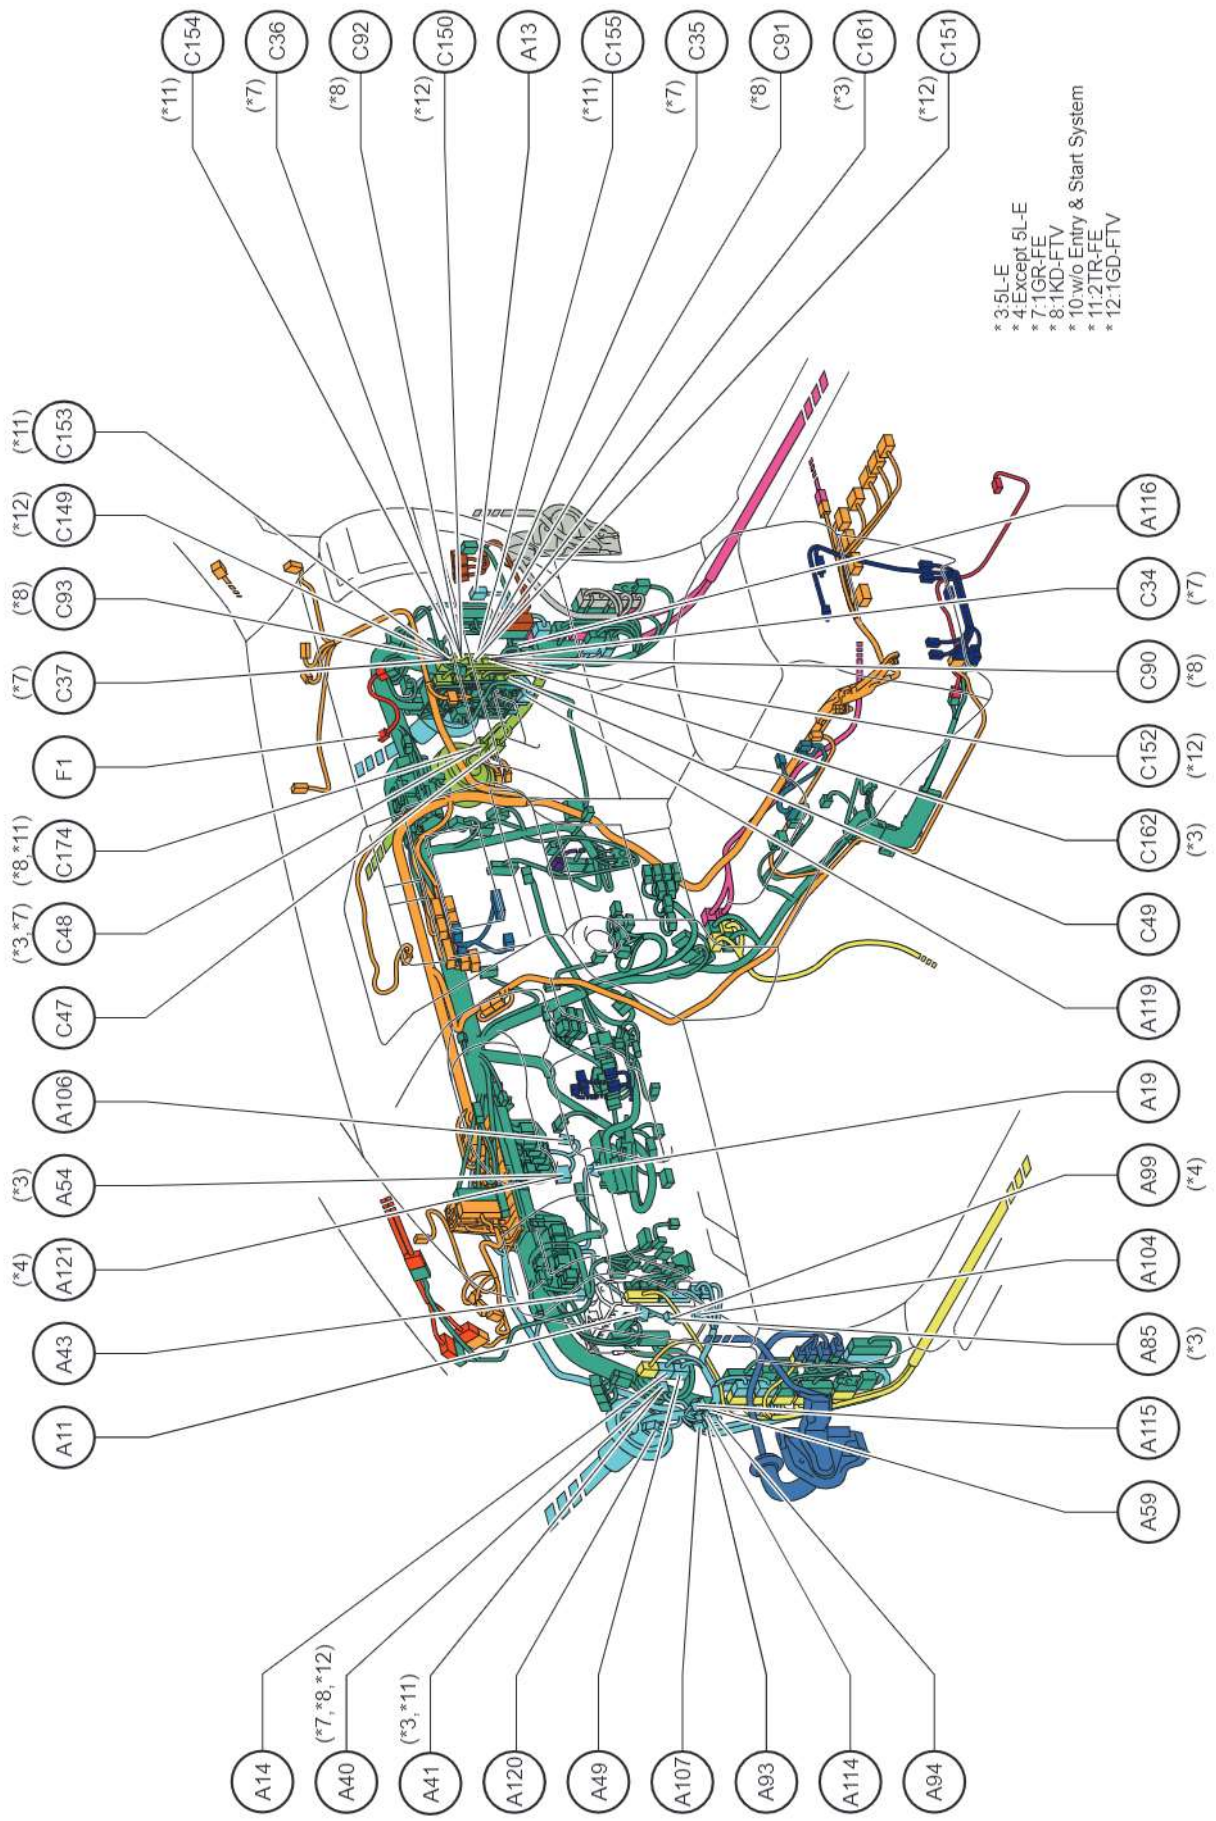 (*11) C154
(*7) C36
(*8) C92
(*12) C150
A13
(*11) C155
(*7) C35
(*8) C91
(*3) C161
(*12) C151
(*11) C153
(*12) C149
(*8) C93
(*7) C37
F1
(*8,*11) C174
(*3,*7) C48
C47
A106
(*3) A54
(*4) A121
A43
A11
A116
C34 (*7)
C90 (*8)
C152 (*12)
C162 (*3)
C49
A119
A19
A99 (*4)
A104
A85 (*3)
A115
A59
A14
(*7, *8, *12) A40
(*3, *11) A41
A120
A49
A107
A93
A114
A94
* 3:5L-E
* 4:Except 5L-E
* 7:1GR-FE
* 8:1KD-FTV
* 10:w/o Entry & Start System
* 11:2TR-FE
* 12:1GD-FTV